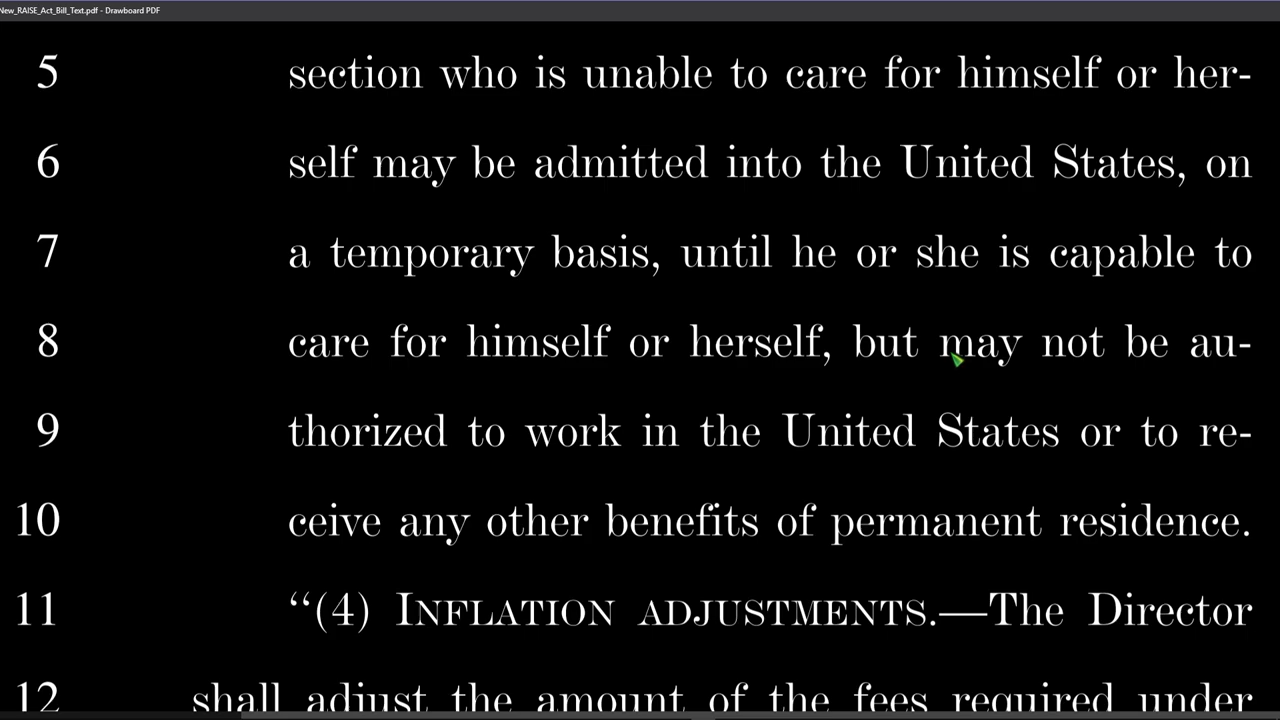 New_RAISE_Act_Bill_Text.pdf - Drawboard PDF
5 section who is unable to care for himself or her-
6 self may be admitted into the United States, on
7 a temporary basis, until he or she is capable to
8 care for himself or herself, but may not be au-
9 thorized to work in the United States or to re-
10 ceive any other benefits of permanent residence.
11 “(4) INFLATION ADJUSTMENTS.—The Director
12 shall adjust the amount of the fees required under